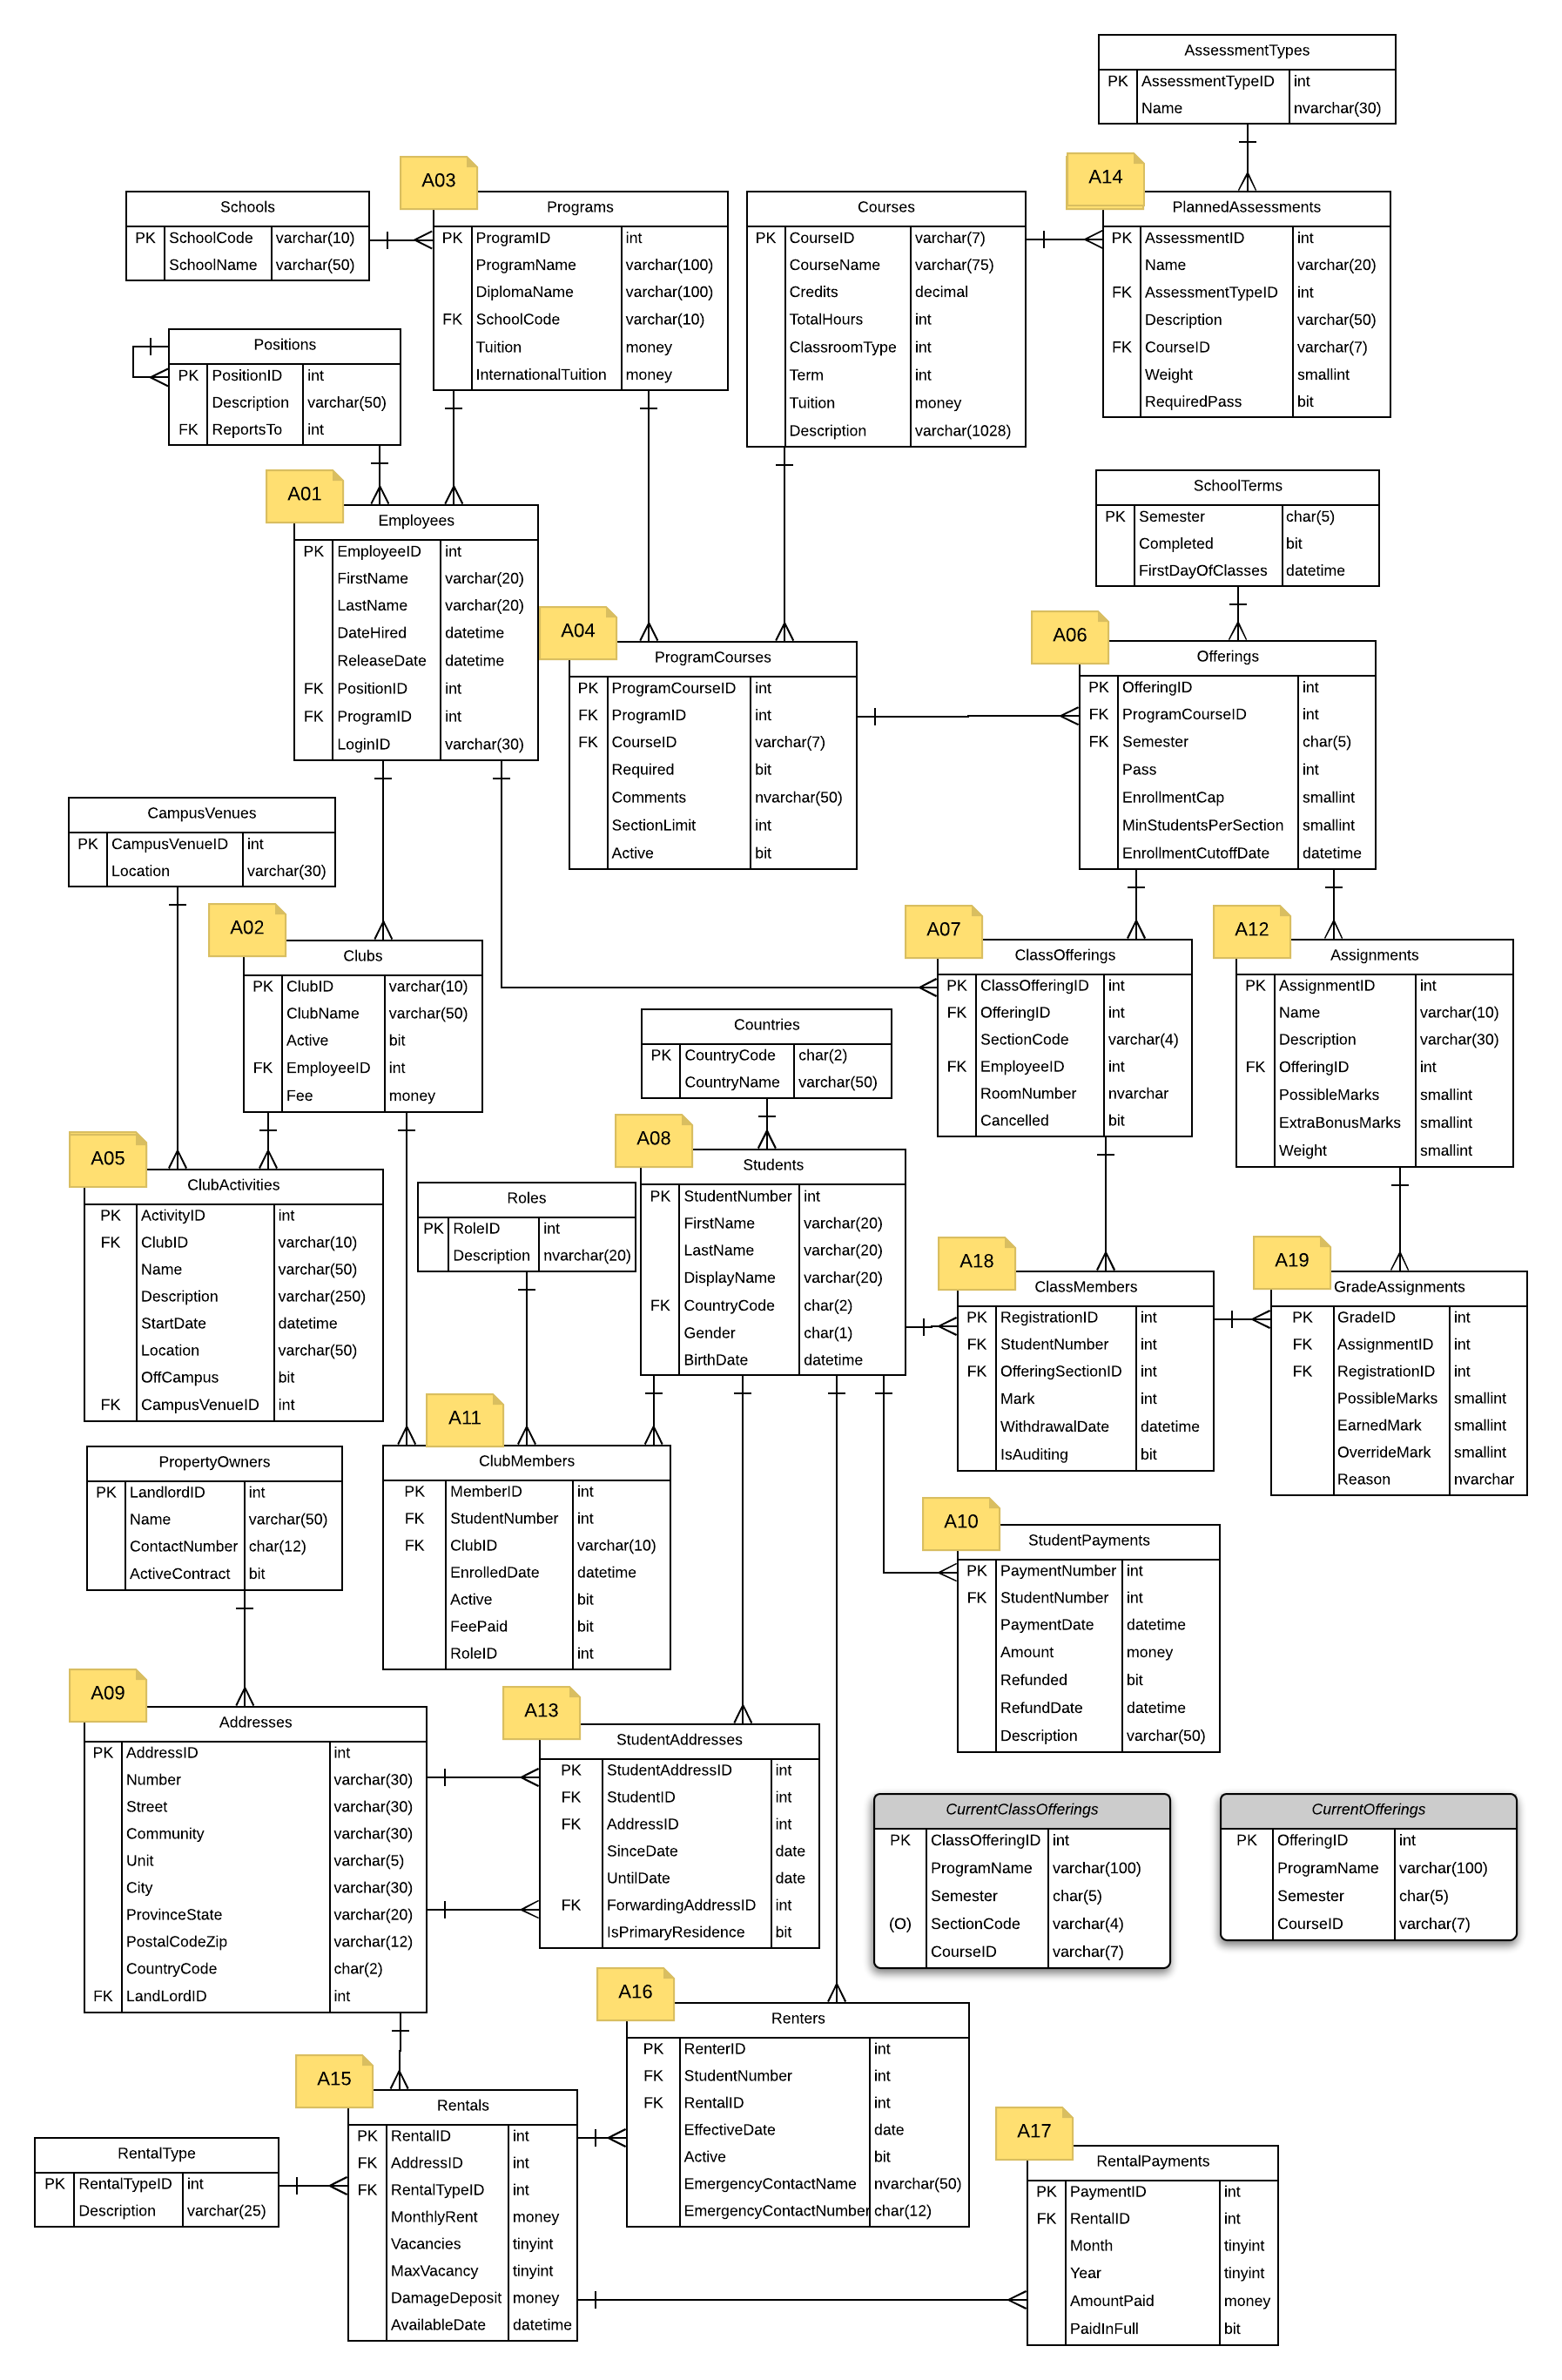 AssessmentTypes
PK AssessmentTypeID int
Name nvarchar(30)
A03
A14
Schools
PK SchoolCode varchar(10)
SchoolName varchar(50)
Programs
PK ProgramID int
ProgramName varchar(100)
DiplomaName varchar(100)
FK SchoolCode varchar(10)
Tuition money
InternationalTuition money
Courses
PK CourseID varchar(7)
CourseName varchar(75)
Credits decimal
TotalHours int
ClassroomType int
Term int
Tuition money
Description varchar(1028)
PlannedAssessments
PK AssessmentID int
Name varchar(20)
FK AssessmentTypeID int
Description varchar(50)
FK CourseID varchar(7)
Weight smallint
RequiredPass bit
Positions
PK PositionID int
Description varchar(50)
FK ReportsTo int
A01
Employees
PK EmployeeID int
FirstName varchar(20)
LastName varchar(20)
DateHired datetime
ReleaseDate datetime
FK PositionID int
FK ProgramID int
LoginID varchar(30)
SchoolTerms
PK Semester char(5)
Completed bit
FirstDayOfClasses datetime
A04
ProgramCourses
PK ProgramCourseID int
FK ProgramID int
FK CourseID varchar(7)
Required bit
Comments nvarchar(50)
SectionLimit int
Active bit
A06
Offerings
PK OfferingID int
FK ProgramCourseID int
FK Semester char(5)
Pass int
EnrollmentCap smallint
MinStudentsPerSection smallint
EnrollmentCutoffDate datetime
CampusVenues
PK CampusVenueID int
Location varchar(30)
A02
Clubs
PK ClubID varchar(10)
ClubName varchar(50)
Active bit
FK EmployeeID int
Fee money
A07
ClassOfferings
PK ClassOfferingID int
FK OfferingID int
SectionCode varchar(4)
FK EmployeeID int
RoomNumber nvarchar
Cancelled bit
A12
Assignments
PK AssignmentID int
Name varchar(10)
Description varchar(30)
FK OfferingID int
PossibleMarks smallint
ExtraBonusMarks smallint
Weight smallint
Countries
PK CountryCode char(2)
CountryName varchar(50)
A05
ClubActivities
PK ActivityID int
FK ClubID varchar(10)
Name varchar(50)
Description varchar(250)
StartDate datetime
Location varchar(50)
OffCampus bit
FK CampusVenueID int
Roles
PK RoleID int
Description nvarchar(20)
A08
Students
PK StudentNumber int
FirstName varchar(20)
LastName varchar(20)
DisplayName varchar(20)
FK CountryCode char(2)
Gender char(1)
BirthDate datetime
A18
ClassMembers
PK RegistrationID int
FK StudentNumber int
FK OfferingSectionID int
Mark int
WithdrawalDate datetime
IsAuditing bit
A19
GradeAssignments
PK GradeID int
FK AssignmentID int
FK RegistrationID int
PossibleMarks smallint
EarnedMark smallint
OverrideMark smallint
Reason nvarchar
PropertyOwners
PK LandlordID int
Name varchar(50)
ContactNumber char(12)
ActiveContract bit
A11
ClubMembers
PK MemberID int
FK StudentNumber int
FK ClubID varchar(10)
EnrolledDate datetime
Active bit
FeePaid bit
RoleID int
A10
StudentPayments
PK PaymentNumber int
FK StudentNumber int
PaymentDate datetime
Amount money
Refunded bit
RefundDate datetime
Description varchar(50)
A09
Addresses
PK AddressID int
Number varchar(30)
Street varchar(30)
Community varchar(30)
Unit varchar(5)
City varchar(30)
ProvinceState varchar(20)
PostalCodeZip varchar(12)
CountryCode char(2)
FK LandLordID int
A13
StudentAddresses
PK StudentAddressID int
FK StudentID int
FK AddressID int
SinceDate date
UntilDate date
FK ForwardingAddressID int
IsPrimaryResidence bit
CurrentClassOfferings
PK ClassOfferingID int
ProgramName varchar(100)
Semester char(5)
(O) SectionCode varchar(4)
CourseID varchar(7)
CurrentOfferings
PK OfferingID int
ProgramName varchar(100)
Semester char(5)
CourseID varchar(7)
A16
Renters
PK RenterID int
FK StudentNumber int
FK RentalID int
EffectiveDate date
Active bit
EmergencyContactName nvarchar(50)
EmergencyContactNumber char(12)
A15
Rentals
PK RentalID int
FK AddressID int
FK RentalTypeID int
MonthlyRent money
Vacancies tinyint
MaxVacancy tinyint
DamageDeposit money
AvailableDate datetime
RentalType
PK RentalTypeID int
Description varchar(25)
A17
RentalPayments
PK PaymentID int
FK RentalID int
Month tinyint
Year tinyint
AmountPaid money
PaidInFull bit